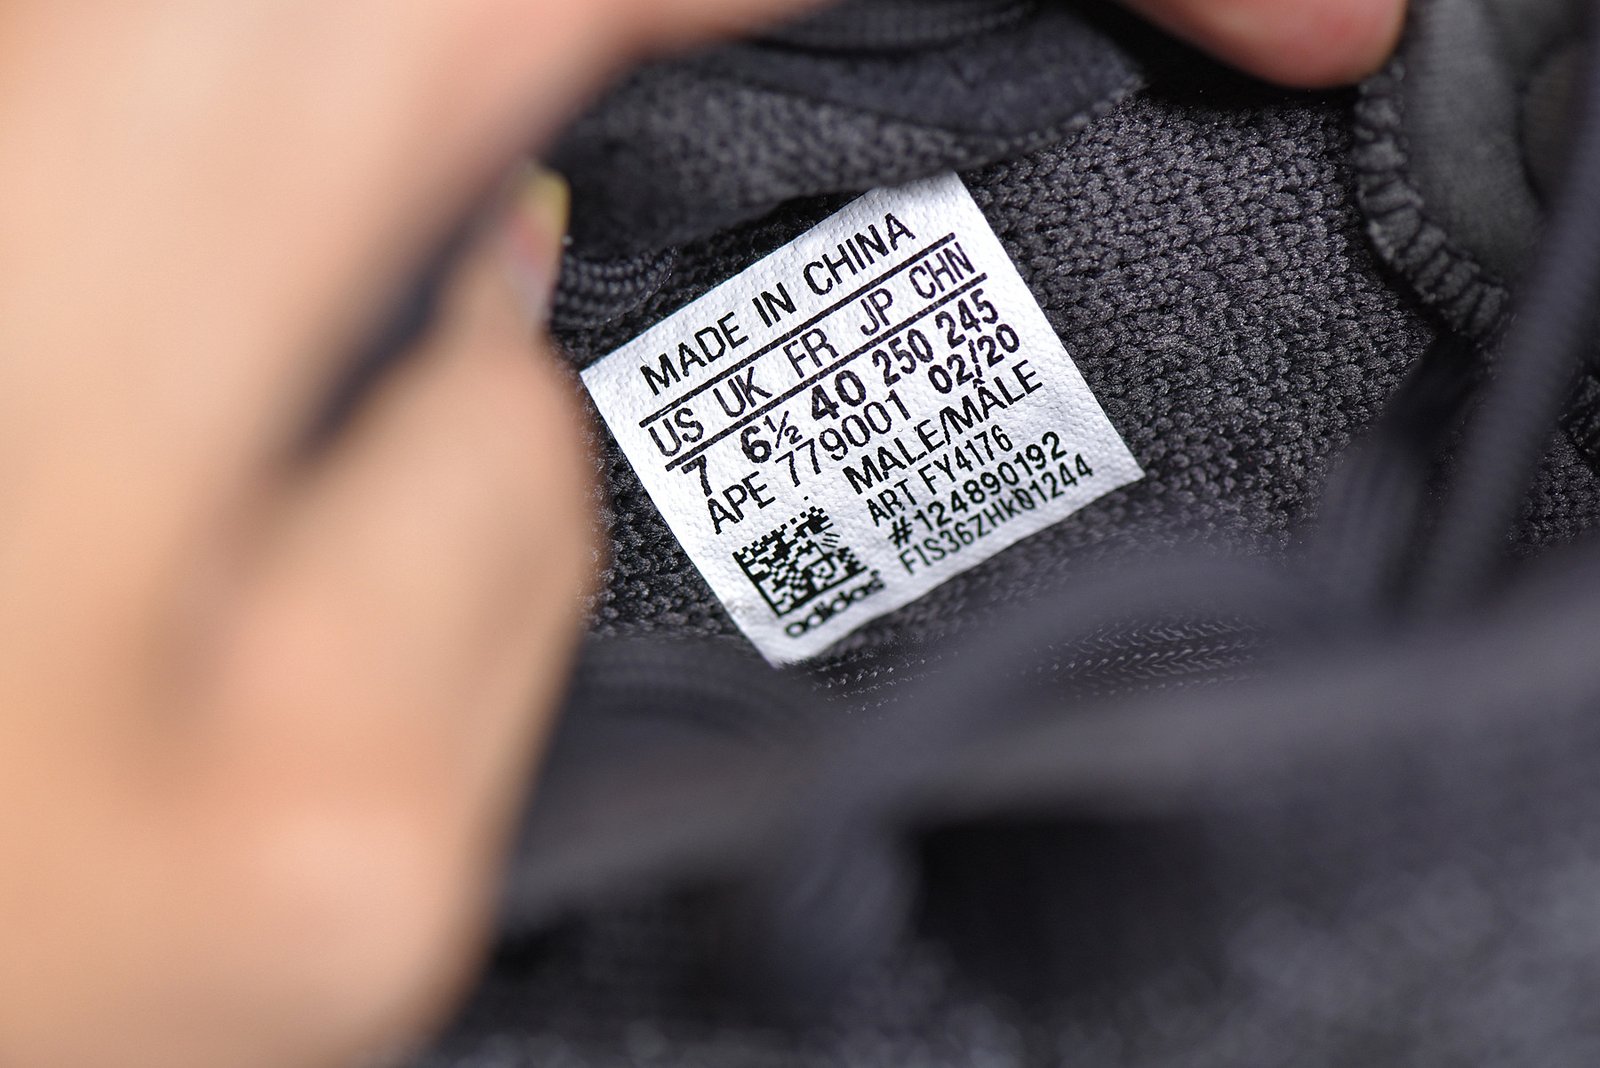 MADE IN CHINA
US UK FR JP CHN
7 6½ 40 250 245
APE 779001 02/20
MALE/MÂLE
ART FY4176
#124890192
FIS36ZHK01244
adidas